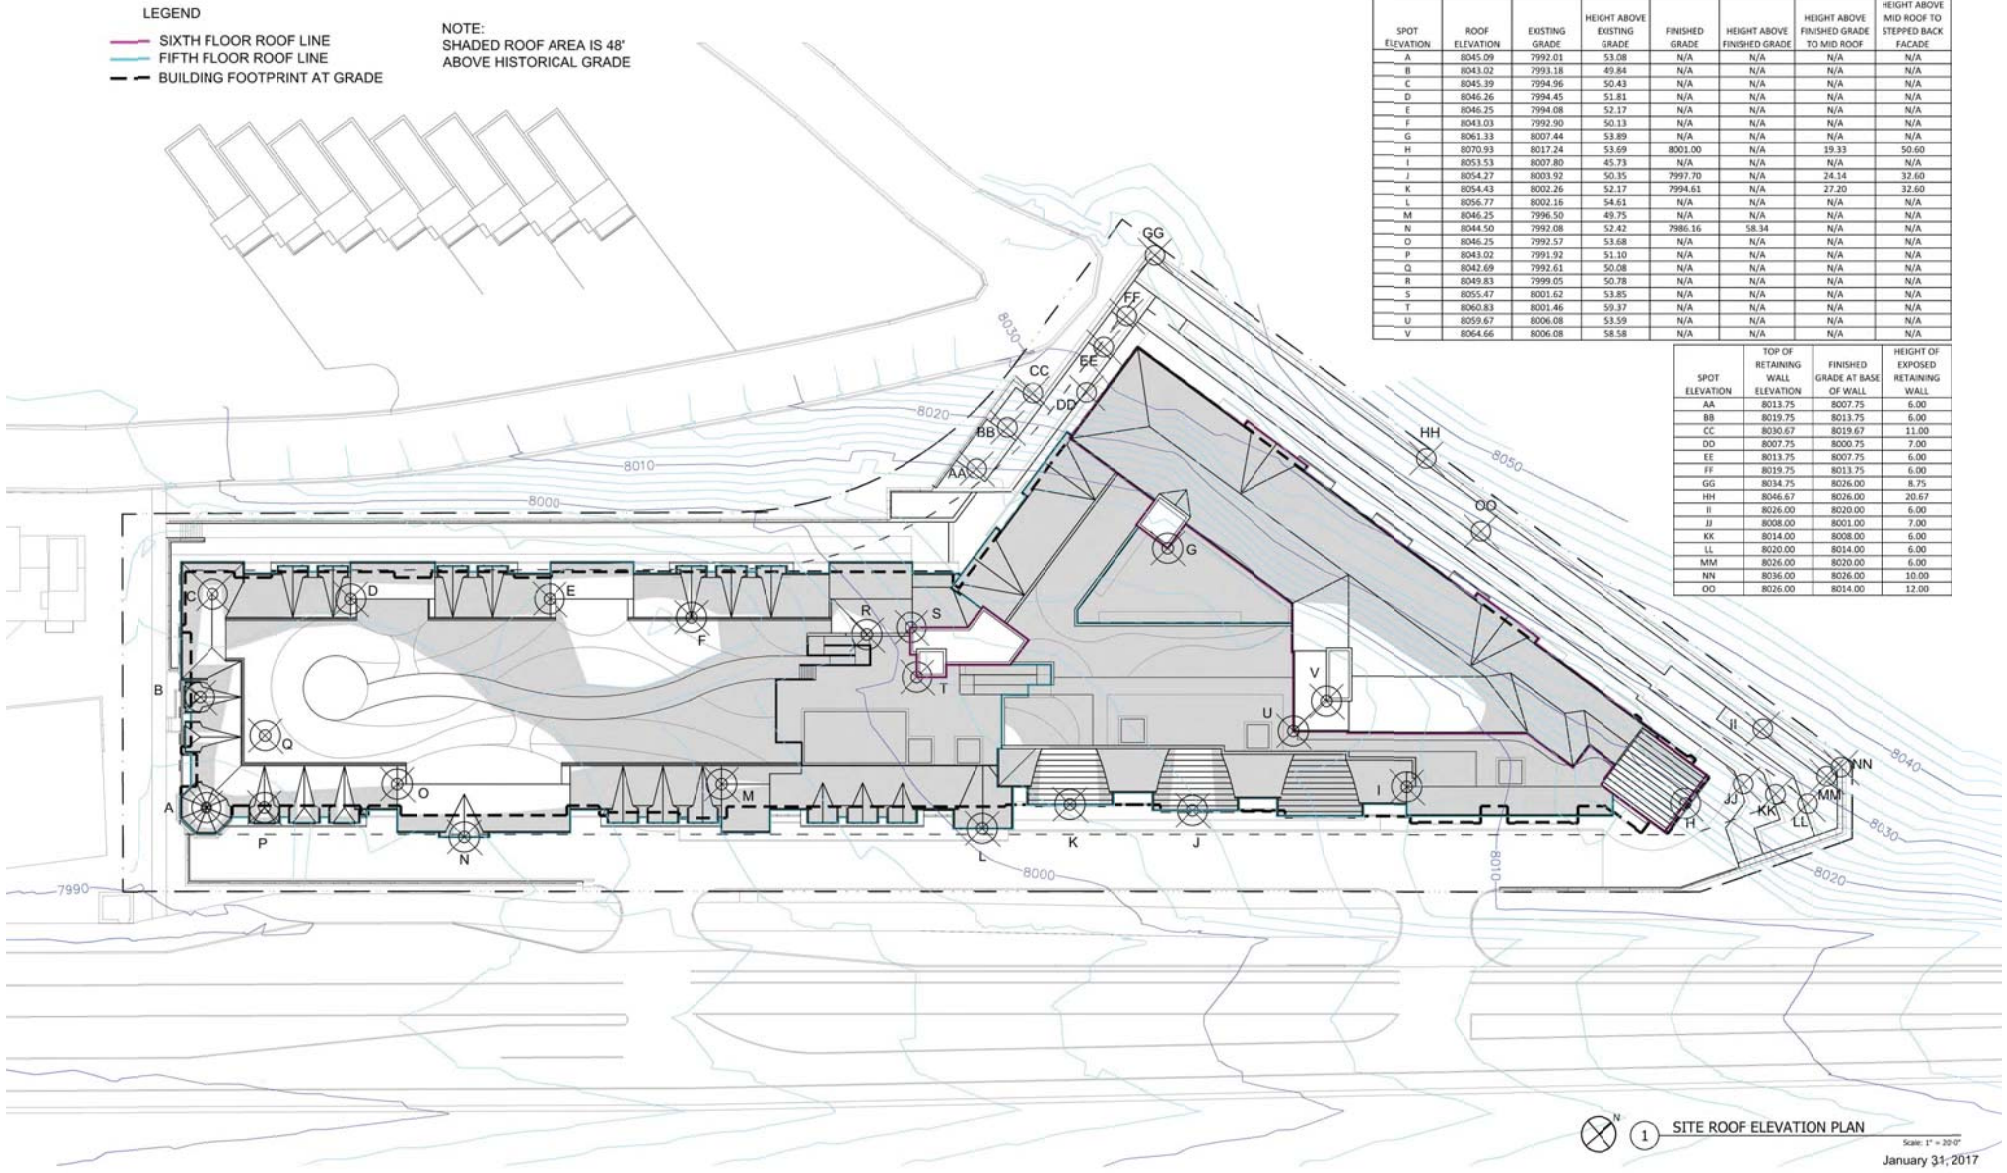 LEGEND
SIXTH FLOOR ROOF LINE
FIFTH FLOOR ROOF LINE
BUILDING FOOTPRINT AT GRADE
NOTE:
SHADED ROOF AREA IS 48'
ABOVE HISTORICAL GRADE
SPOT ELEVATION ROOF ELEVATION EXISTING GRADE HEIGHT ABOVE EXISTING GRADE FINISHED GRADE HEIGHT ABOVE FINISHED GRADE HEIGHT ABOVE FINISHED GRADE TO MID ROOF HEIGHT ABOVE MID ROOF TO STEPPED BACK FACADE
A 8045.09 7992.01 53.08 N/A N/A N/A N/A
B 8043.02 7993.18 49.84 N/A N/A N/A N/A
C 8045.39 7994.96 50.43 N/A N/A N/A N/A
D 8046.26 7994.45 51.81 N/A N/A N/A N/A
E 8046.25 7994.08 52.17 N/A N/A N/A N/A
F 8043.03 7992.90 50.13 N/A N/A N/A N/A
G 8061.33 8007.44 53.89 N/A N/A N/A N/A
H 8070.93 8017.24 53.69 8001.00 N/A 19.33 50.60
I 8053.53 8007.80 45.73 N/A N/A N/A N/A
J 8054.27 8003.92 50.35 7997.70 N/A 24.14 32.60
K 8054.43 8002.26 52.17 7994.61 N/A 27.20 32.60
L 8056.77 8002.16 54.61 N/A N/A N/A N/A
M 8046.25 7996.50 49.75 N/A N/A N/A N/A
N 8044.50 7992.08 52.42 7986.16 58.34 N/A N/A
O 8046.25 7992.57 53.68 N/A N/A N/A N/A
P 8043.02 7991.92 51.10 N/A N/A N/A N/A
Q 8042.69 7992.61 50.08 N/A N/A N/A N/A
R 8049.83 7999.05 50.78 N/A N/A N/A N/A
S 8055.47 8001.62 53.85 N/A N/A N/A N/A
T 8060.83 8001.46 59.37 N/A N/A N/A N/A
U 8059.67 8006.08 53.59 N/A N/A N/A N/A
V 8064.66 8006.08 58.58 N/A N/A N/A N/A
SPOT ELEVATION TOP OF RETAINING WALL ELEVATION FINISHED GRADE AT BASE OF WALL HEIGHT OF EXPOSED RETAINING WALL
AA 8013.75 8007.75 6.00
BB 8019.75 8013.75 6.00
CC 8030.67 8019.67 11.00
DD 8007.75 8000.75 7.00
EE 8013.75 8007.75 6.00
FF 8019.75 8013.75 6.00
GG 8034.75 8026.00 8.75
HH 8046.67 8026.00 20.67
II 8026.00 8020.00 6.00
JJ 8008.00 8001.00 7.00
KK 8014.00 8008.00 6.00
LL 8020.00 8014.00 6.00
MM 8026.00 8020.00 6.00
NN 8036.00 8026.00 10.00
OO 8026.00 8014.00 12.00
GG
FF
8030
EE
CC
DD
8020
BB
HH
8050
8010
AA
8000
OO
G
C
D
E
R
S
F
B
T
V
U
Q
II
8040
NN
A
O
M
I
JJ
KK
MM
LL
H
8030
P
N
L
K
J
7990
8000
8010
8020
N
1
SITE ROOF ELEVATION PLAN
Scale: 1" = 20'0"
January 31, 2017